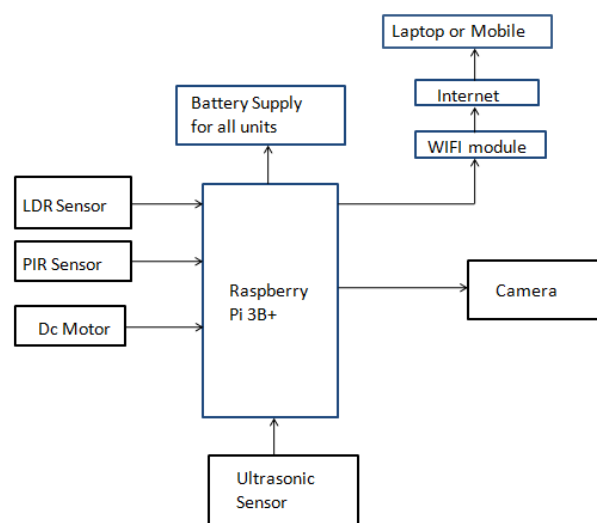 Laptop or Mobile
Internet
WIFI module
Battery Supply
for all units
LDR Sensor
PIR Sensor
Dc Motor
Raspberry
Pi 3B+
Camera
Ultrasonic
Sensor